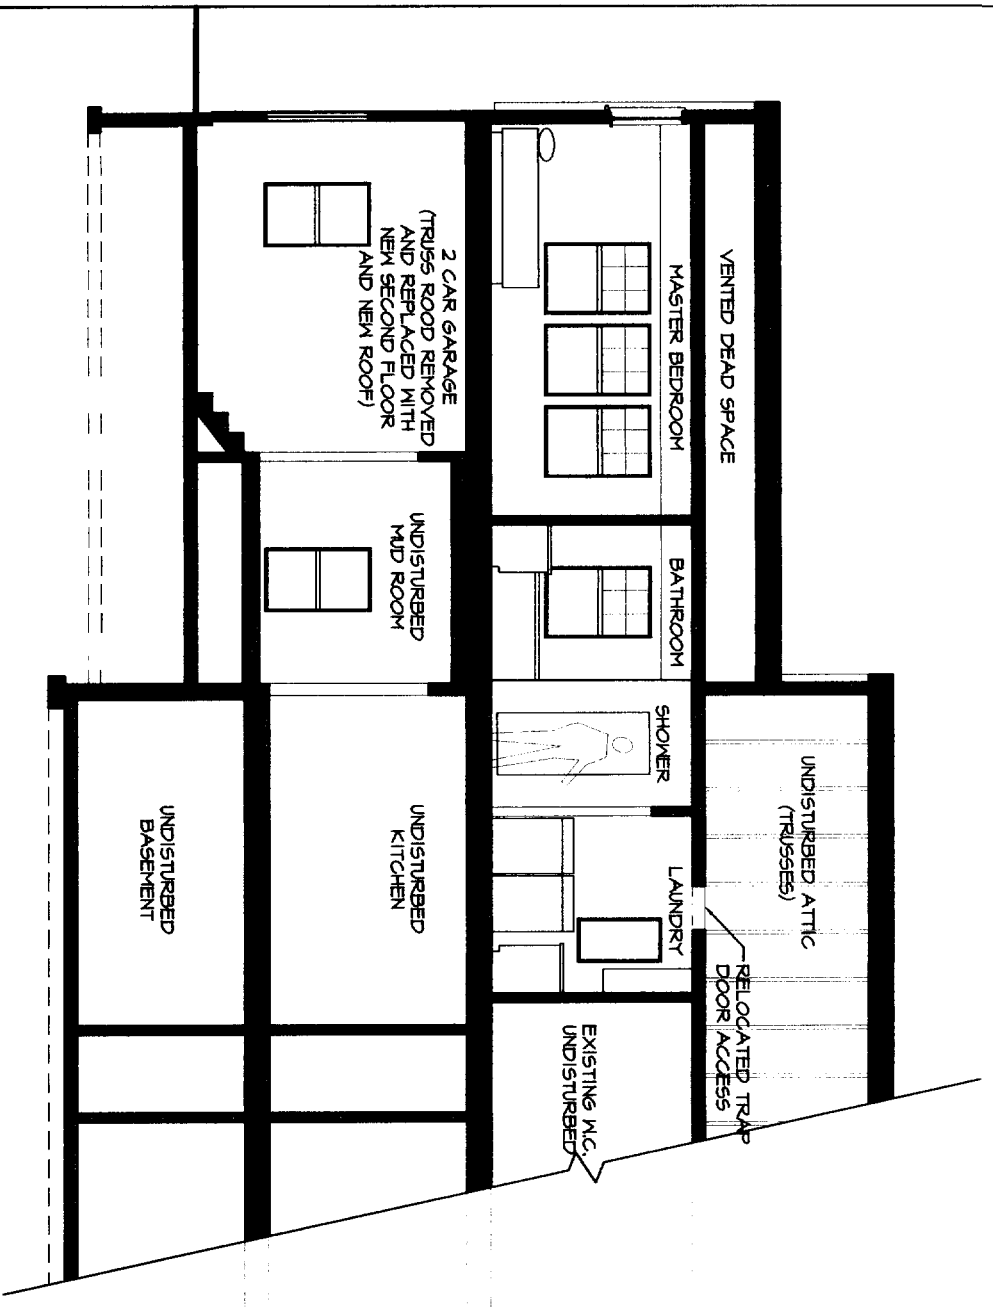 VENTED DEAD SPACE
UNDISTURBED ATTIC
(TRUSSES)
RELOCATED TRAP
DOOR ACCESS
MASTER BEDROOM
BATHROOM
SHOWER
LAUNDRY
EXISTING W.C.
UNDISTURBED
2 CAR GARAGE
(TRUSS ROOD REMOVED
AND REPLACED WITH
NEW SECOND FLOOR
AND NEW ROOF)
UNDISTURBED
MUD ROOM
UNDISTURBED
KITCHEN
UNDISTURBED
BASEMENT